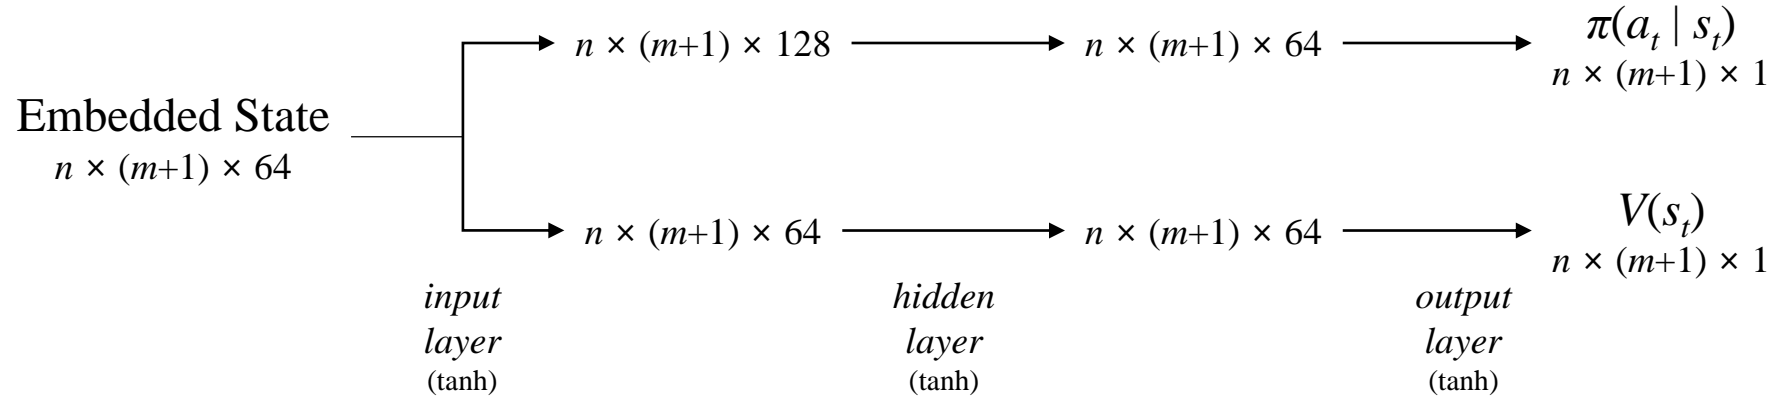 Embedded State
n × (m+1) × 64
n × (m+1) × 128
n × (m+1) × 64
π(a_t | s_t)
n × (m+1) × 1
n × (m+1) × 64
n × (m+1) × 64
V(s_t)
n × (m+1) × 1
input
layer
(tanh)
hidden
layer
(tanh)
output
layer
(tanh)